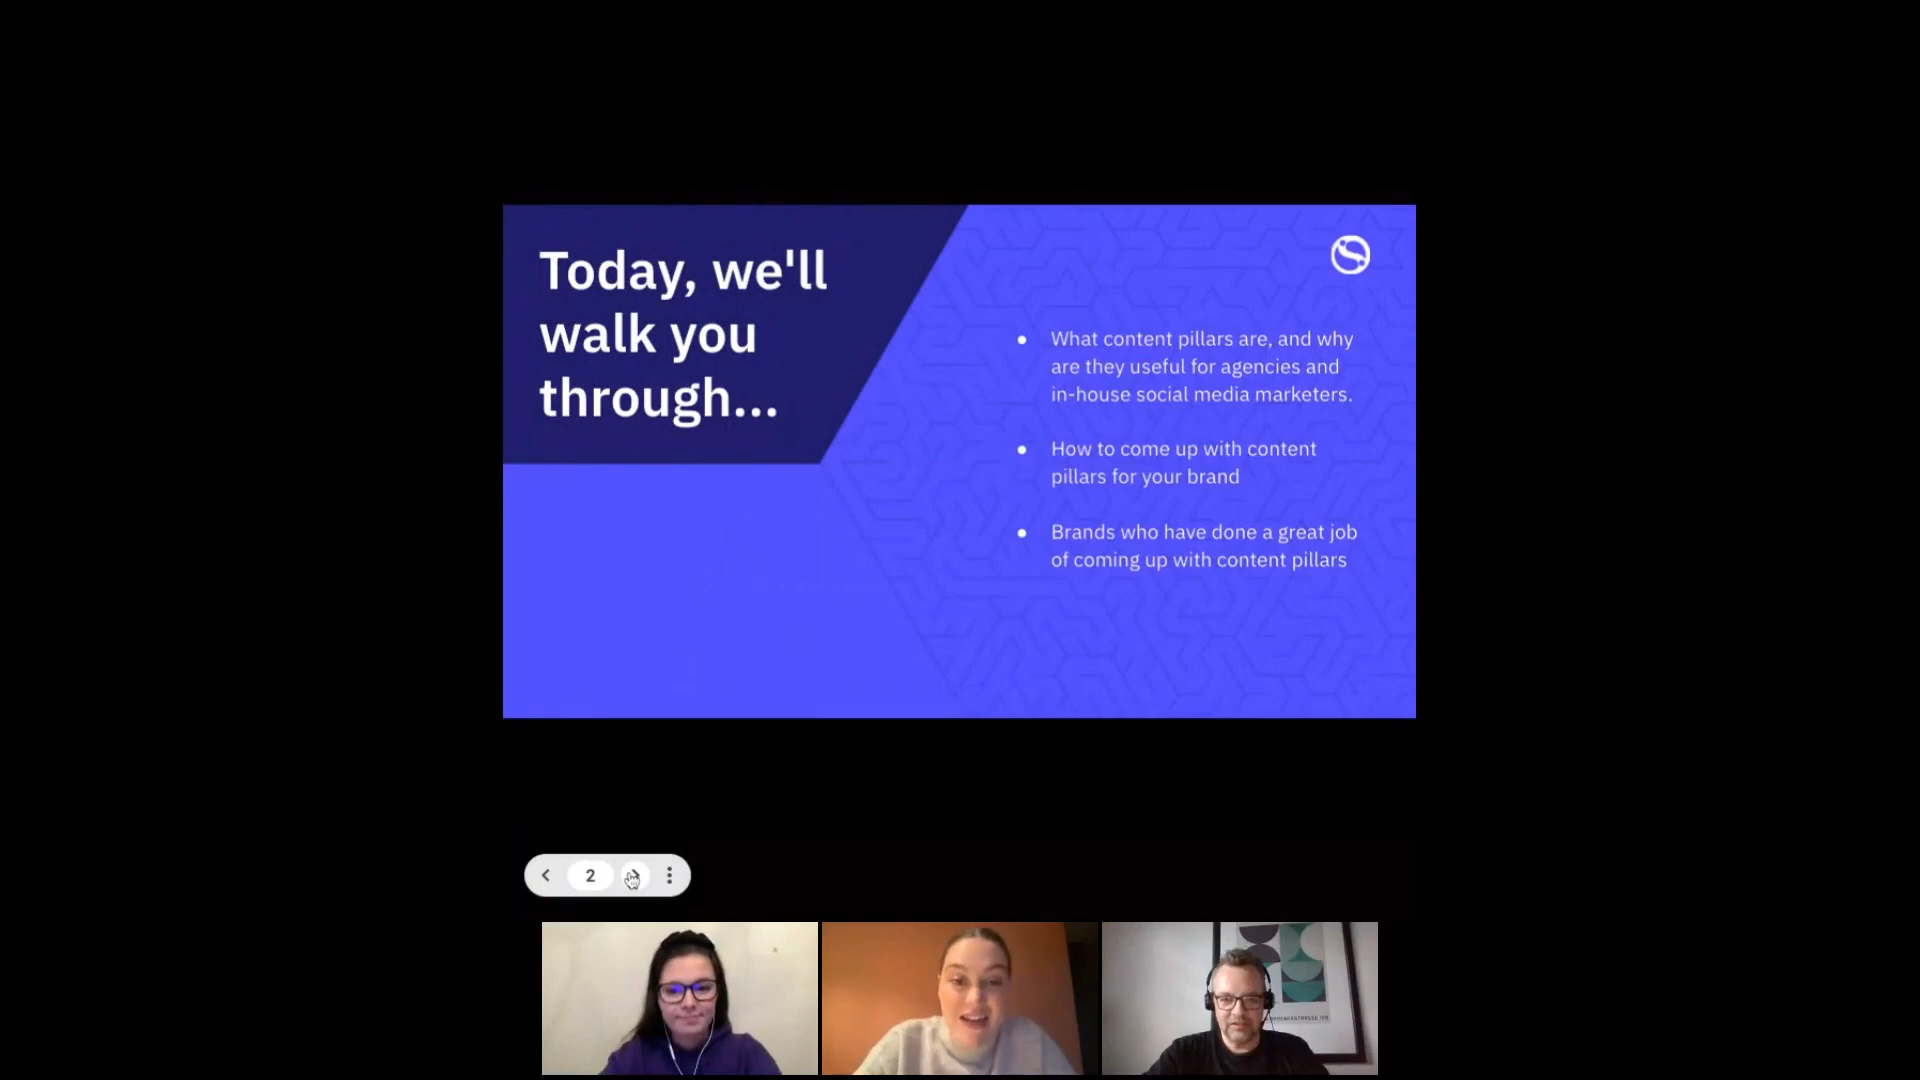 Today, we'll
walk you
through...
● What content pillars are, and why
are they useful for agencies and
in-house social media marketers.
● How to come up with content
pillars for your brand
● Brands who have done a great job
of coming up with content pillars
2